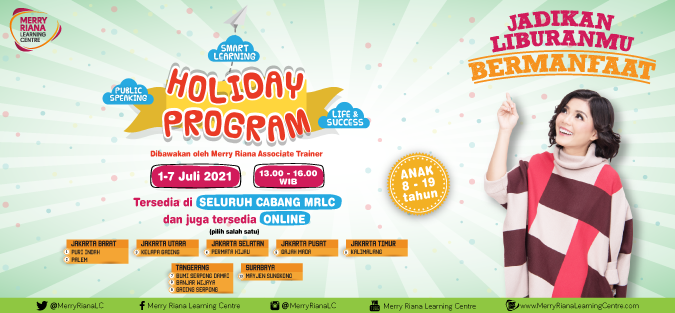 MERRY
RIANA
LEARNING
CENTRE
JADIKAN
LIBURANMU
BERMANFAAT
SMART
LEARNING
PUBLIC
SPEAKING
HOLIDAY
PROGRAM
LIFE &
SUCCESS
Dibawakan oleh Merry Riana Associate Trainer
1-7 Juli 2021
13.00 - 16.00
WIB
ANAK
8 - 19
tahun
Tersedia di SELURUH CABANG MRLC
dan juga tersedia ONLINE
(pilih salah satu)
JAKARTA BARAT
PURI INDAH
PALEM
JAKARTA UTARA
KELAPA GADING
JAKARTA SELATAN
PERMATA HIJAU
JAKARTA PUSAT
GAJAH MADA
JAKARTA TIMUR
KALIMALANG
TANGERANG
BUMI SERPONG DAMAI
BANJAR WIJAYA
GADING SERPONG
SURABAYA
MAYJEN SUNGKONO
@MerryRianaLC
Merry Riana Learning Centre
@MerryRianaLC
Merry Riana Learning Centre
www.MerryRianaLearningCentre.com